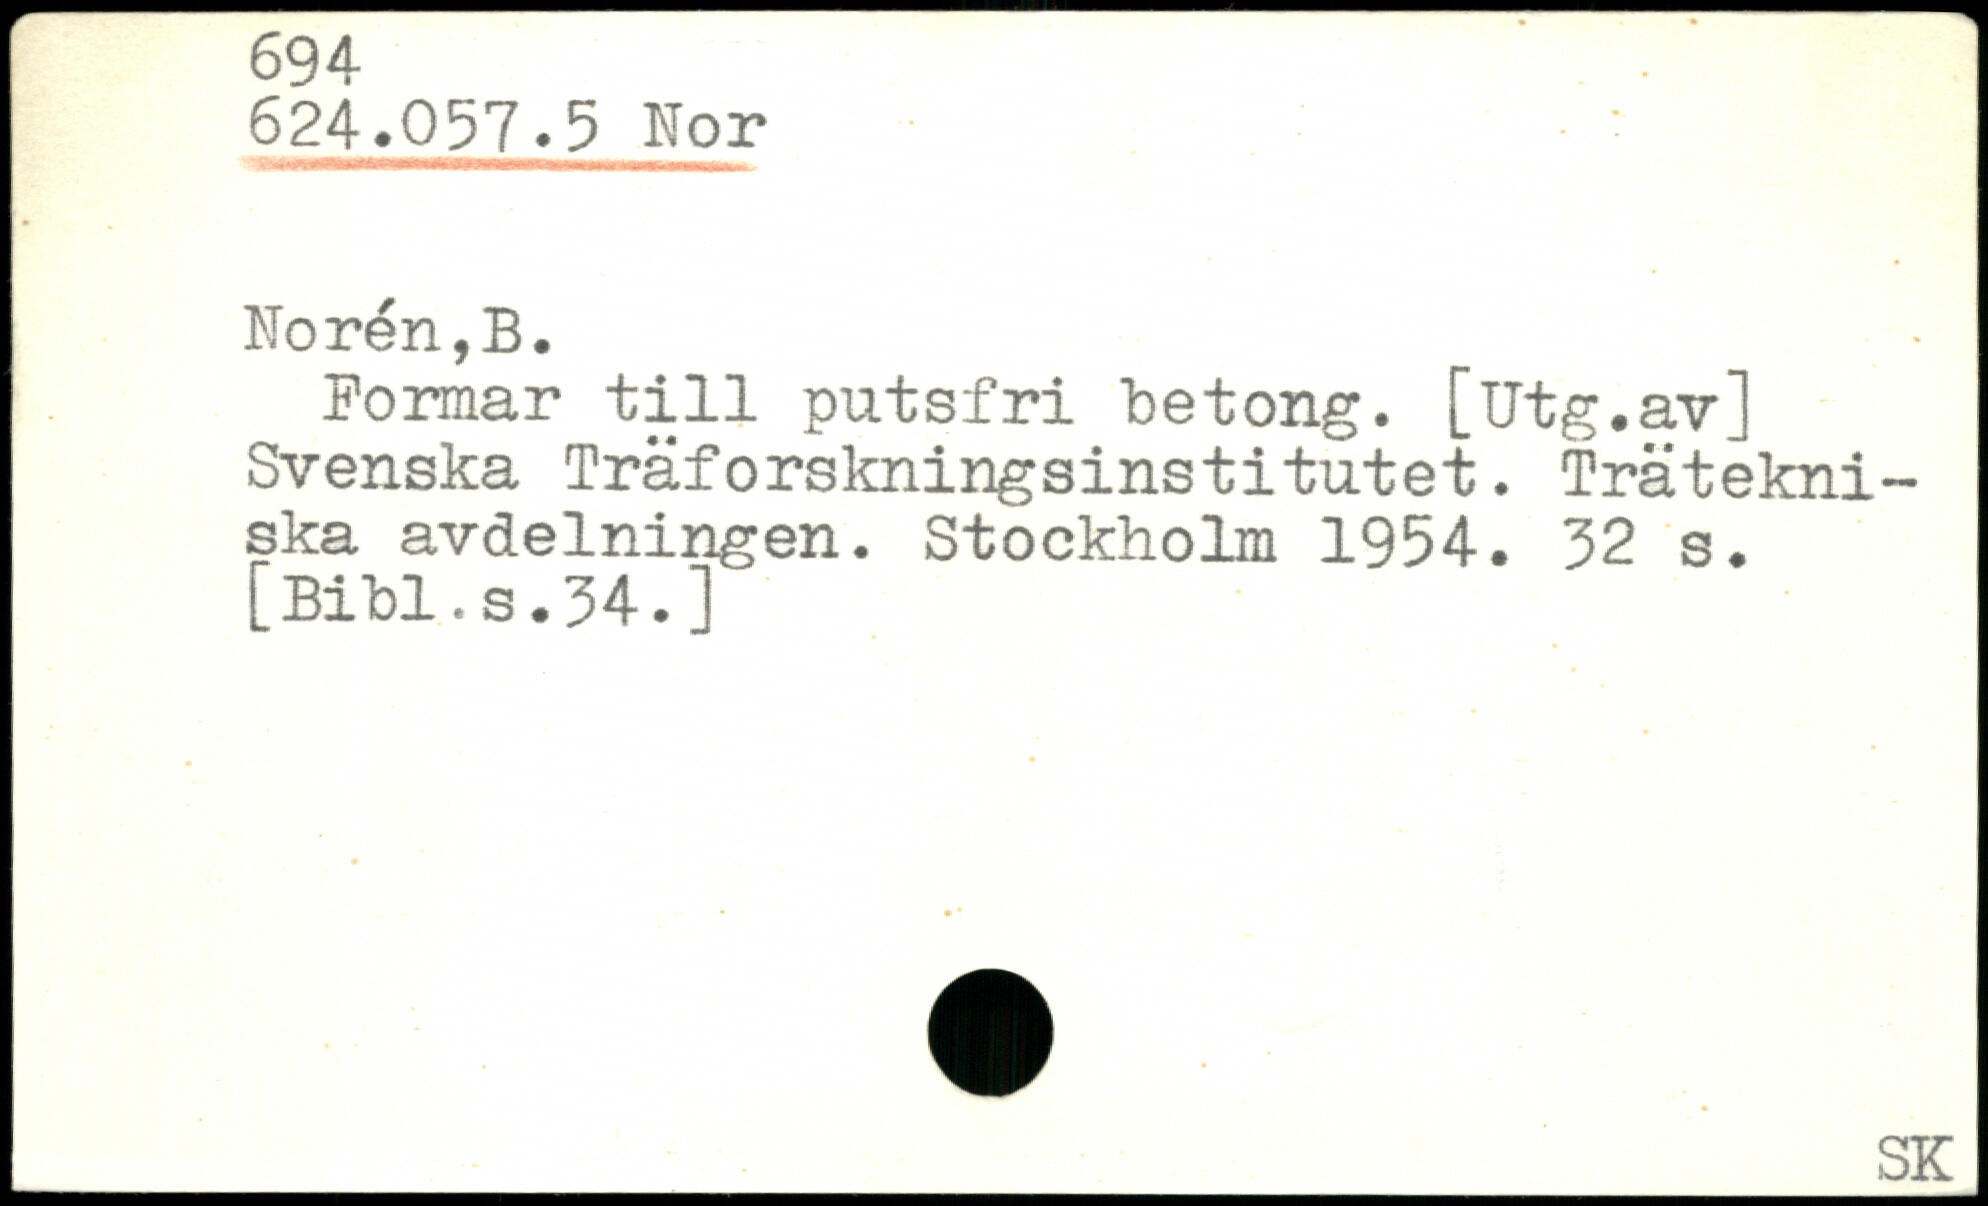 694
624.057.5 Nor
Norén,B.
Formar till putsfri betong. [Utg.av]
Svenska Träforskningsinstitutet. Trätekni-
ska avdelningen. Stockholm 1954. 32 s.
[Bibl.s.34.]
SK